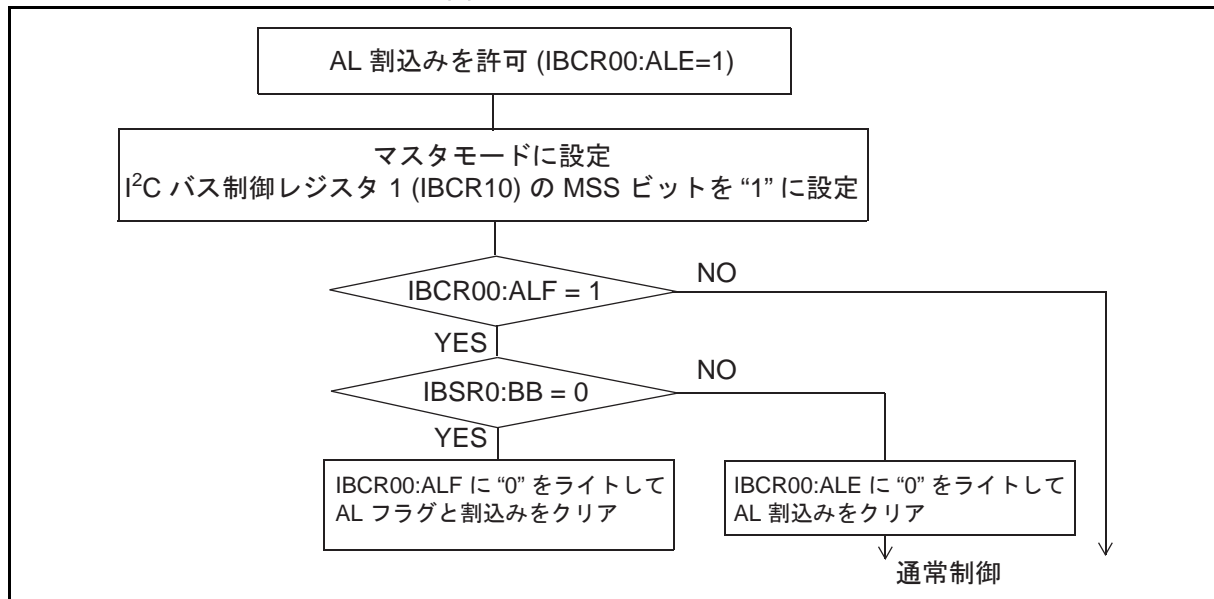 AL 割込みを許可 (IBCR00:ALE=1)
マスタモードに設定
I²C バス制御レジスタ 1 (IBCR10) の MSS ビットを “1” に設定
IBCR00:ALF = 1
NO
YES
IBSR0:BB = 0
NO
YES
IBCR00:ALF に “0” をライトして
AL フラグと割込みをクリア
IBCR00:ALE に “0” をライトして
AL 割込みをクリア
通常制御